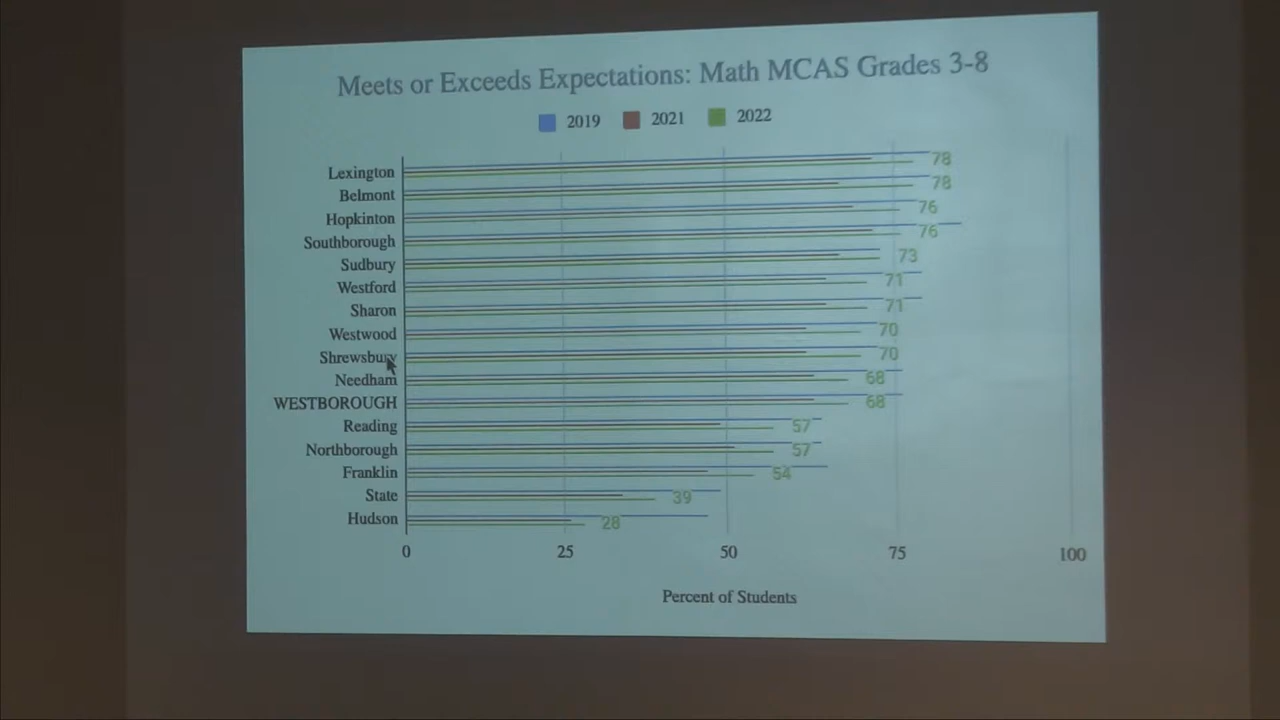 Meets or Exceeds Expectations: Math MCAS Grades 3-8
2019 2021 2022
Lexington 78
Belmont 78
Hopkinton 76
Southborough 76
Sudbury 73
Westford 71
Sharon 71
Westwood 70
Shrewsbury 70
Needham 68
WESTBOROUGH 68
Reading 57
Northborough 57
Franklin 54
State 39
Hudson 28
0 25 50 75 100
Percent of Students